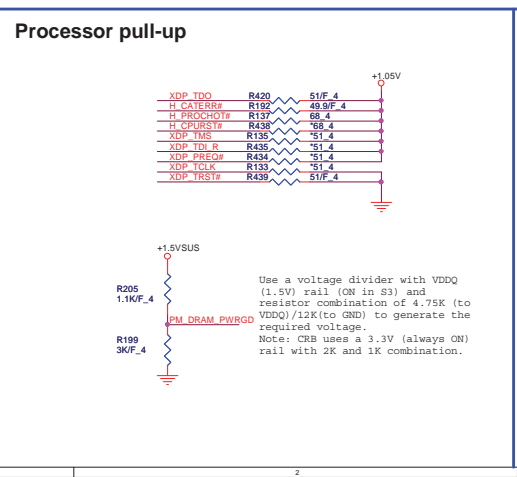 Processor pull-up
+1.05V
XDP_TDO R420 51/F_4
H_CATERR# R192 49.9/F_4
H_PROCHOT# R137 68_4
H_CPURST# R438 *68_4
XDP_TMS R135 *51_4
XDP_TDI_R R435 *51_4
XDP_PREQ# R434 *51_4
XDP_TCLK R133 *51_4
XDP_TRST# R439 51/F_4
+1.5VSUS
R205
1.1K/F_4
PM_DRAM_PWRGD
R199
3K/F_4
Use a voltage divider with VDDQ
(1.5V) rail (ON in S3) and
resistor combination of 4.75K (to
VDDQ)/12K(to GND) to generate the
required voltage.
Note: CRB uses a 3.3V (always ON)
rail with 2K and 1K combination.
2